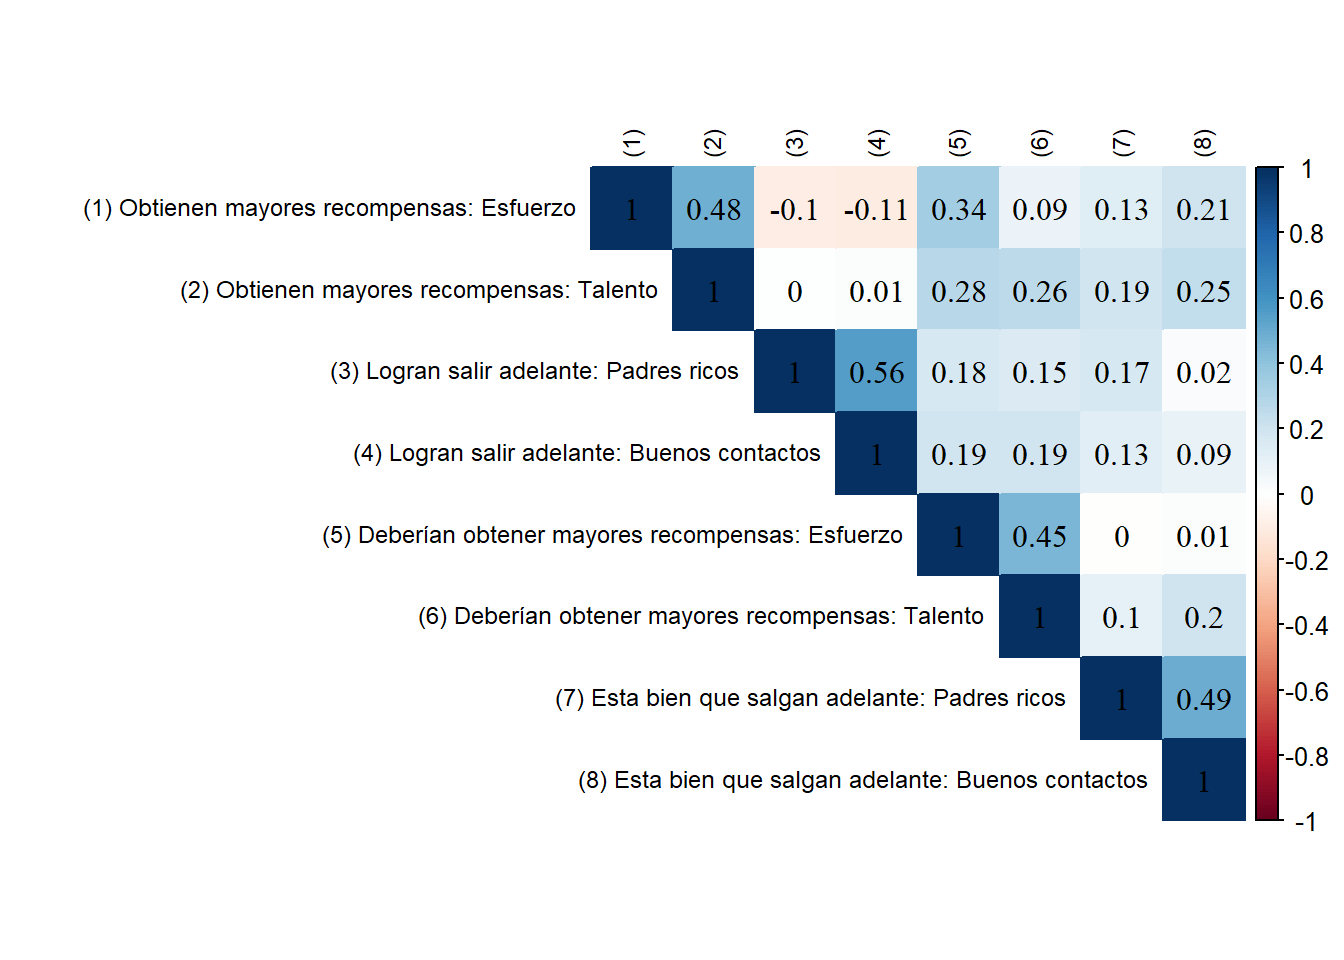 (1) (2) (3) (4) (5) (6) (7) (8)
(1) Obtienen mayores recompensas: Esfuerzo 1 0.48 -0.1 -0.11 0.34 0.09 0.13 0.21
(2) Obtienen mayores recompensas: Talento 1 0 0.01 0.28 0.26 0.19 0.25
(3) Logran salir adelante: Padres ricos 1 0.56 0.18 0.15 0.17 0.02
(4) Logran salir adelante: Buenos contactos 1 0.19 0.19 0.13 0.09
(5) Deberían obtener mayores recompensas: Esfuerzo 1 0.45 0 0.01
(6) Deberían obtener mayores recompensas: Talento 1 0.1 0.2
(7) Esta bien que salgan adelante: Padres ricos 1 0.49
(8) Esta bien que salgan adelante: Buenos contactos 1
1
0.8
0.6
0.4
0.2
0
-0.2
-0.4
-0.6
-0.8
-1